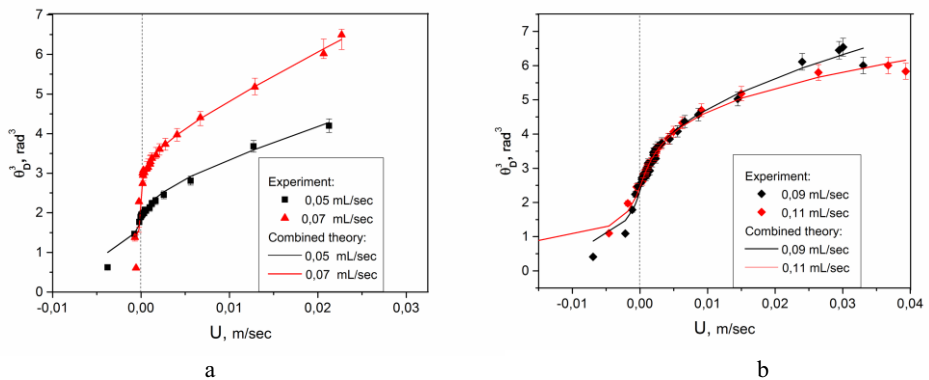 a
7
6
5
4
3
2
1
0
θ³_D, rad³
-0,01
0,00
0,01
0,02
0,03
U, m/sec
Experiment:
0,05 mL/sec
0,07 mL/sec
Combined theory:
0,05 mL/sec
0,07 mL/sec
a
b
7
6
5
4
3
2
1
0
θ³_D, rad³
0,00
0,01
0,02
0,03
0,04
U, m/sec
Experiment:
0,09 mL/sec
0,11 mL/sec
Combined theory:
0,09 mL/sec
0,11 mL/sec
b